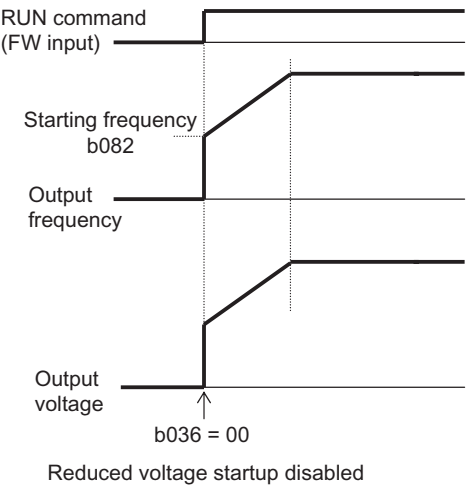 RUN command
(FW input)
Starting frequency
b082
Output
frequency
Output
voltage
b036 = 00
Reduced voltage startup disabled